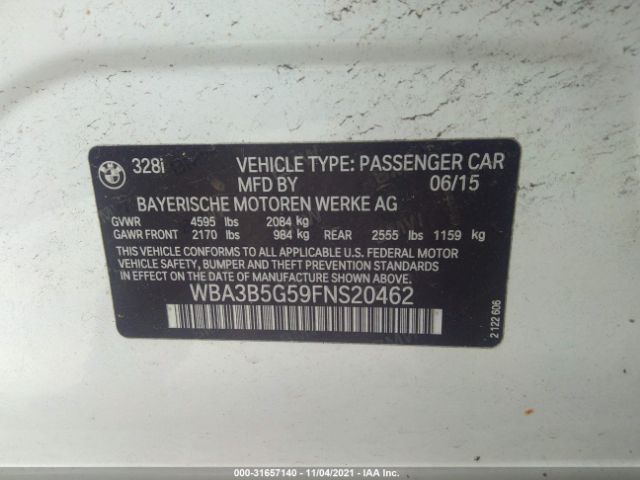 BMW 328i VEHICLE TYPE: PASSENGER CAR
MFD BY 06/15
BAYERISCHE MOTOREN WERKE AG
GVWR 4595 lbs 2084 kg
GAWR FRONT 2170 lbs 984 kg REAR 2555 lbs 1159 kg
THIS VEHICLE CONFORMS TO ALL APPLICABLE U.S. FEDERAL MOTOR
VEHICLE SAFETY, BUMPER AND THEFT PREVENTION STANDARDS
IN EFFECT ON THE DATE OF MANUFACTURE SHOWN ABOVE.
WBA3B5G59FNS20462
2 122 606
000-31657140 - 11/04/2021 - IAA Inc.